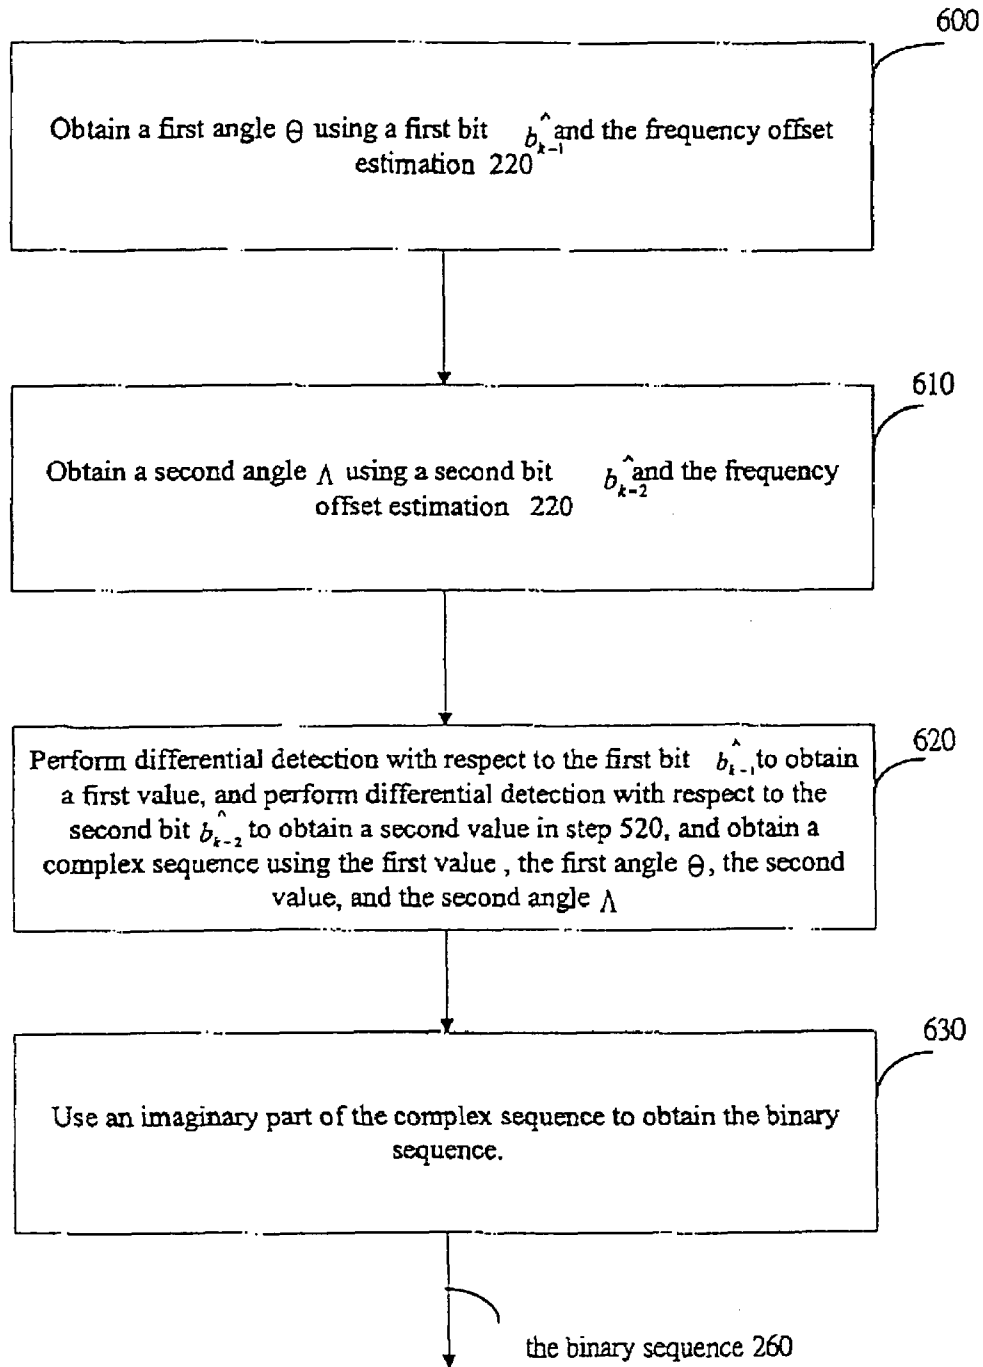 600
Obtain a first angle θ using a first bit b̂ₖ₋₁ and the frequency offset
estimation 220
610
Obtain a second angle Λ using a second bit b̂ₖ₋₂ and the frequency
offset estimation 220
620
Perform differential detection with respect to the first bit b̂ₖ₋₁ to obtain
a first value, and perform differential detection with respect to the
second bit b̂ₖ₋₂ to obtain a second value in step 520, and obtain a
complex sequence using the first value , the first angle θ, the second
value, and the second angle Λ
630
Use an imaginary part of the complex sequence to obtain the binary
sequence.
the binary sequence 260